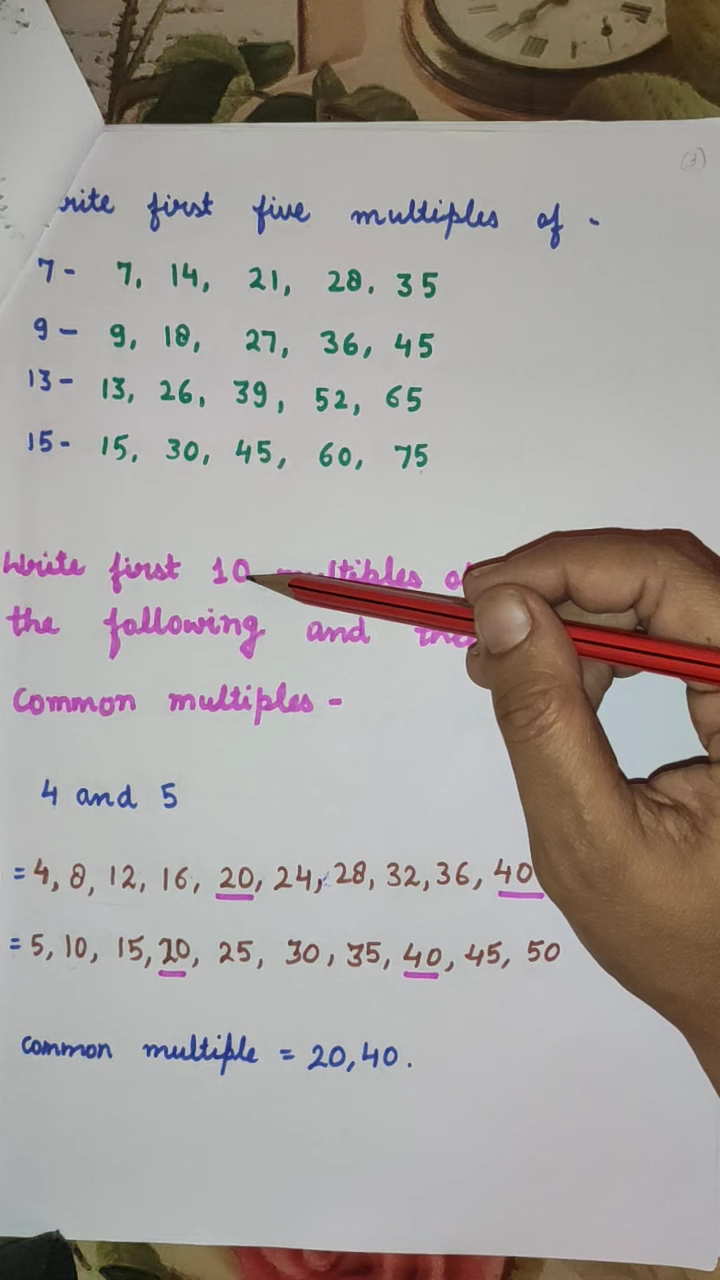 rite first five multiples of -
7- 7, 14, 21, 28. 35
9- 9, 18, 27, 36, 45
13- 13, 26, 39, 52, 65
15- 15, 30, 45, 60, 75
Write first 10 multiples
the following and
common multiples -
4 and 5
= 4, 8, 12, 16, 20, 24, 28, 32, 36, 40
= 5, 10, 15, 20, 25, 30, 35, 40, 45, 50
common multiple = 20, 40.